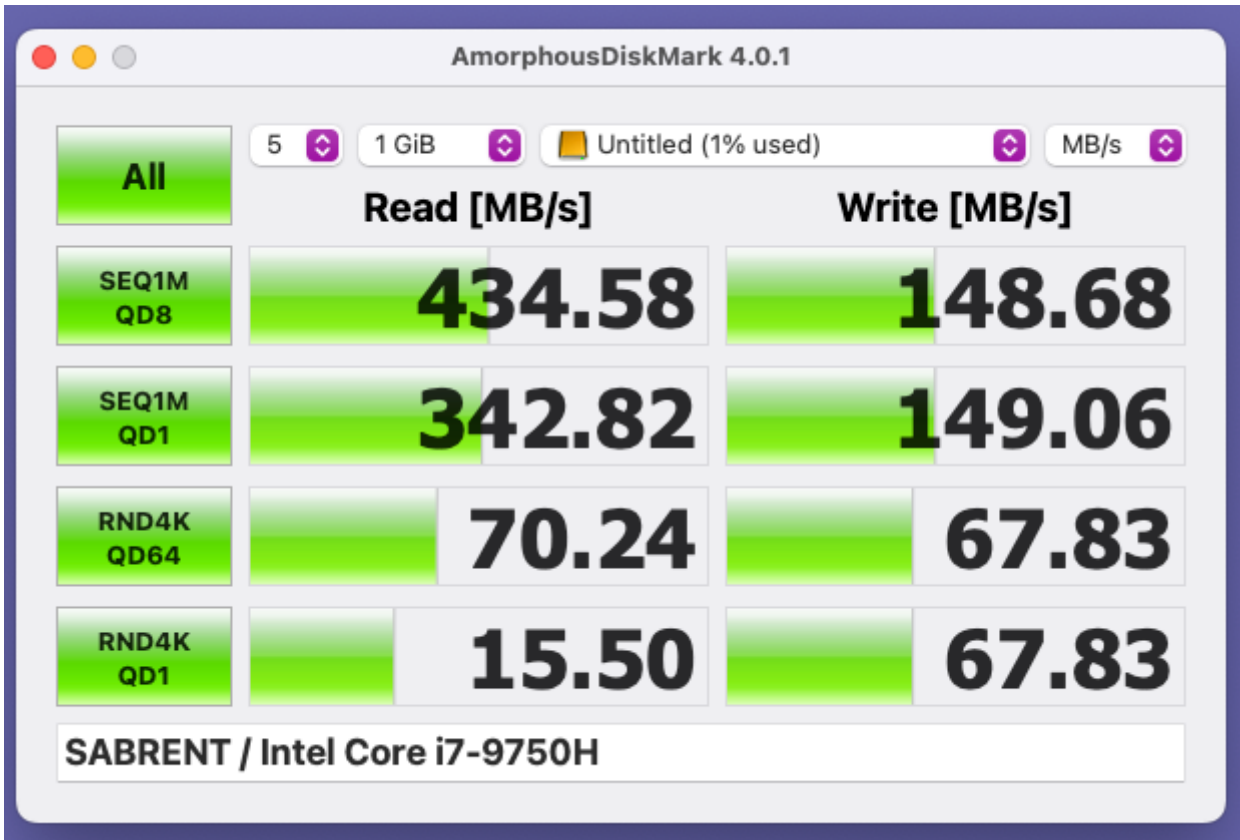 AmorphousDiskMark 4.0.1
All
5 1 GiB Untitled (1% used) MB/s
Read [MB/s] Write [MB/s]
SEQ1M
QD8
434.58 148.68
SEQ1M
QD1
342.82 149.06
RND4K
QD64
70.24 67.83
RND4K
QD1
15.50 67.83
SABRENT / Intel Core i7-9750H